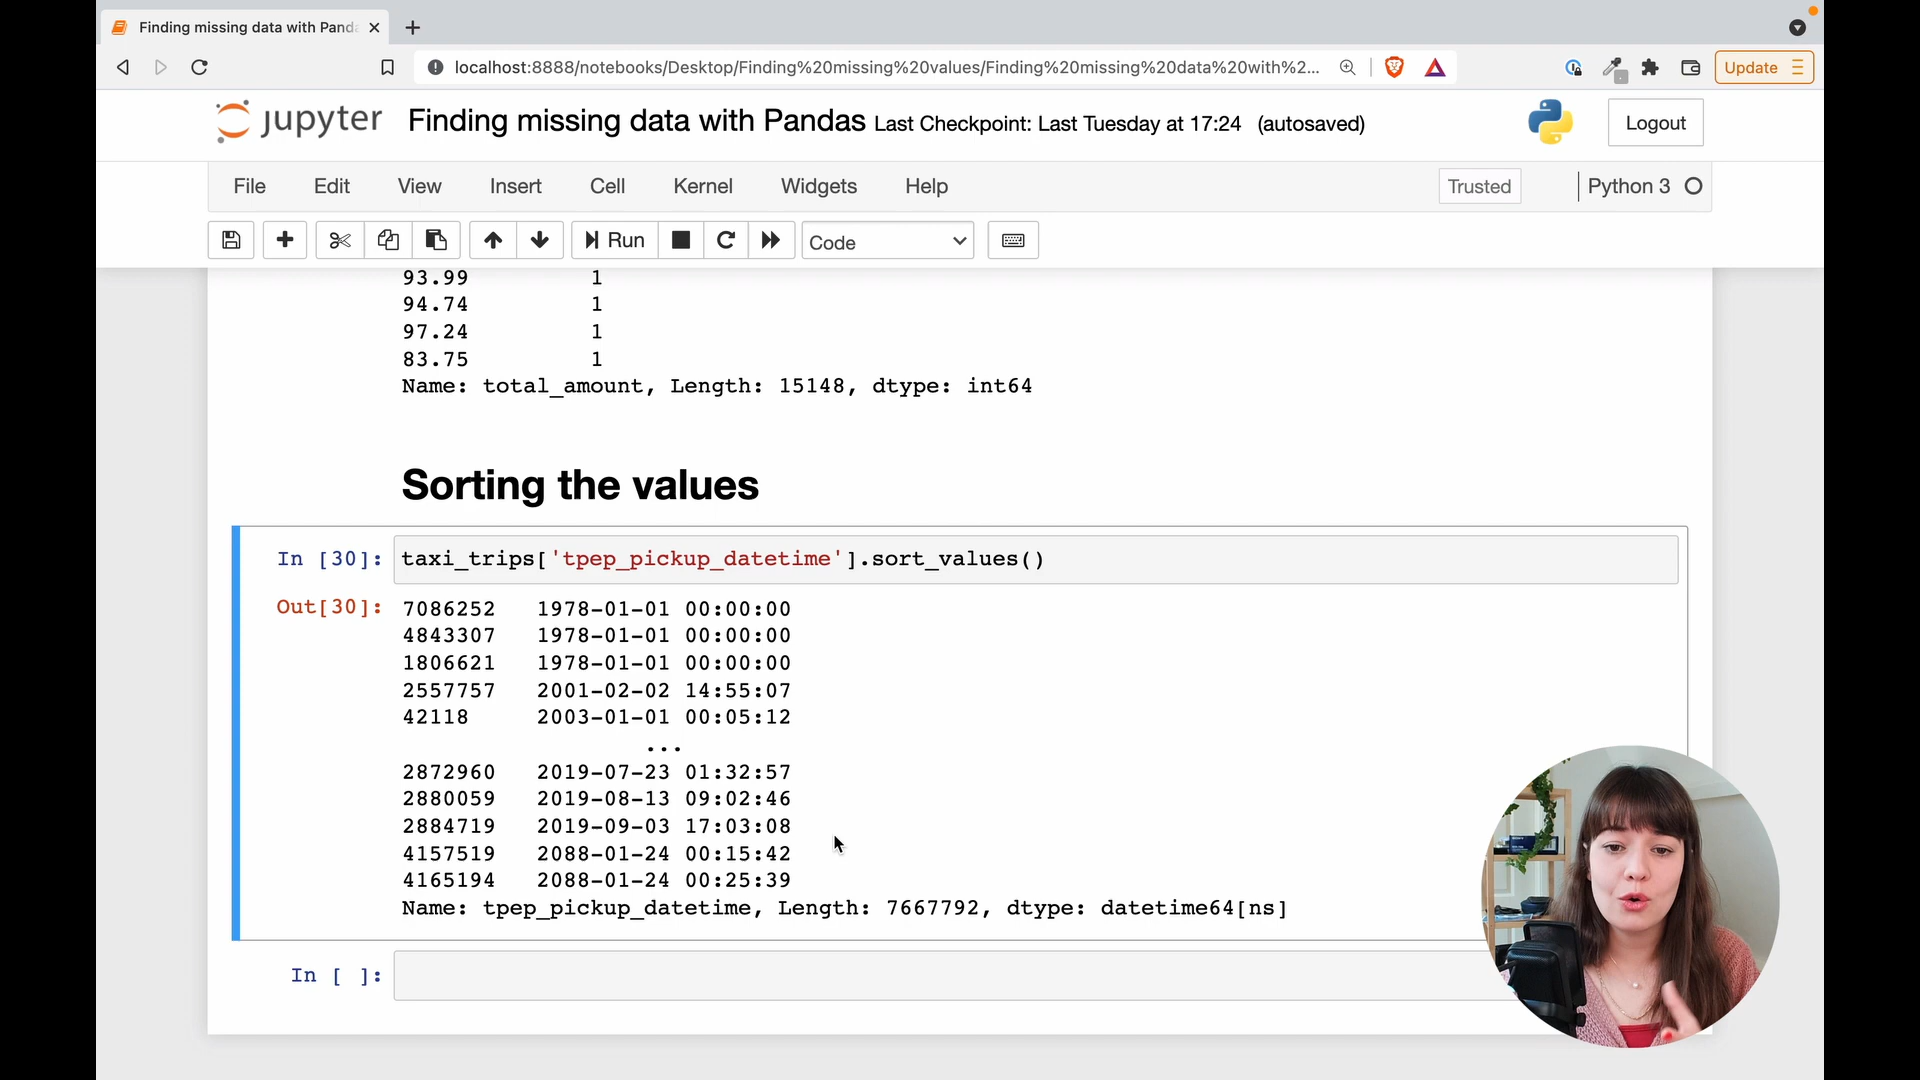 Finding missing data with Panda
localhost:8888/notebooks/Desktop/Finding%20missing%20values/Finding%20missing%20data%20with%2...
Update
jupyter Finding missing data with Pandas Last Checkpoint: Last Tuesday at 17:24 (autosaved)
Logout
File Edit View Insert Cell Kernel Widgets Help
Trusted
Python 3
Run
Code
93.99 1
94.74 1
97.24 1
83.75 1
Name: total_amount, Length: 15148, dtype: int64
Sorting the values
In [30]: taxi_trips['tpep_pickup_datetime'].sort_values()
Out[30]: 7086252 1978-01-01 00:00:00
4843307 1978-01-01 00:00:00
1806621 1978-01-01 00:00:00
2557757 2001-02-02 14:55:07
42118 2003-01-01 00:05:12
...
2872960 2019-07-23 01:32:57
2880059 2019-08-13 09:02:46
2884719 2019-09-03 17:03:08
4157519 2088-01-24 00:15:42
4165194 2088-01-24 00:25:39
Name: tpep_pickup_datetime, Length: 7667792, dtype: datetime64[ns]
In [ ]: